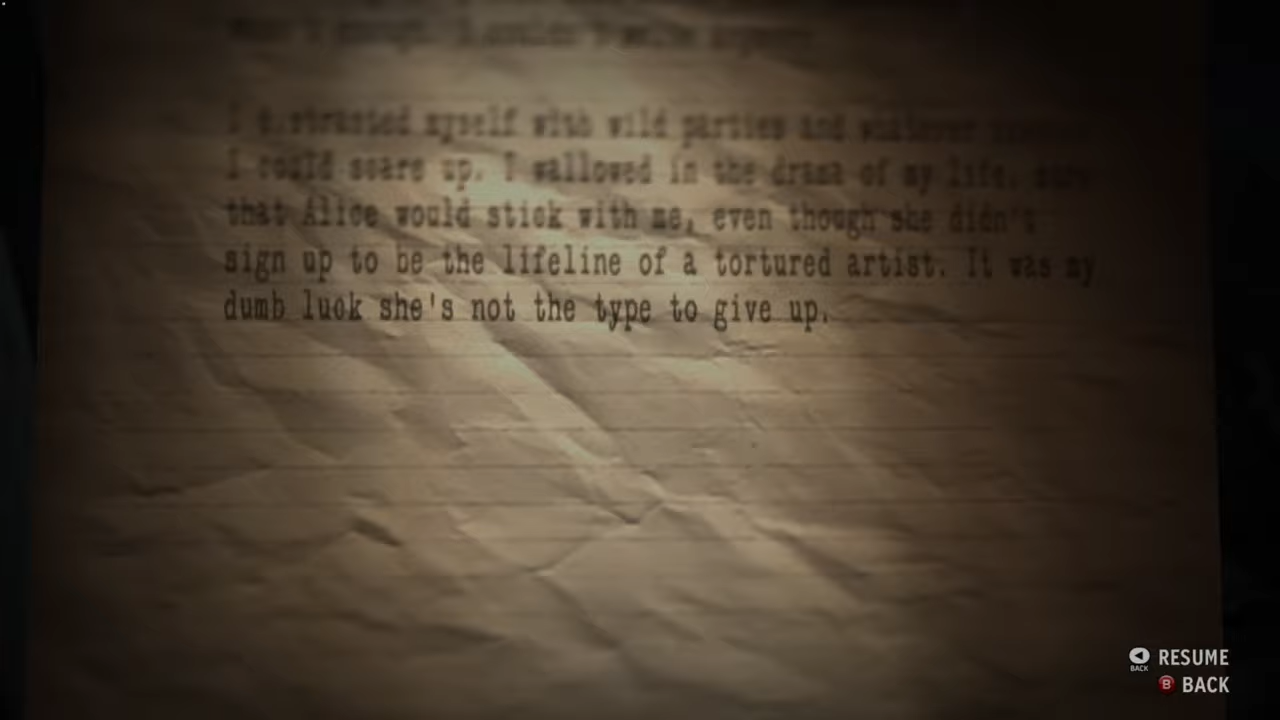 I distracted myself with wild parties and whatever
I could scare up. I wallowed in the drama of my life, sure
that Alice would stick with me, even though she didn't
sign up to be the lifeline of a tortured artist. It was my
dumb luck she's not the type to give up.
RESUME
BACK
BACK